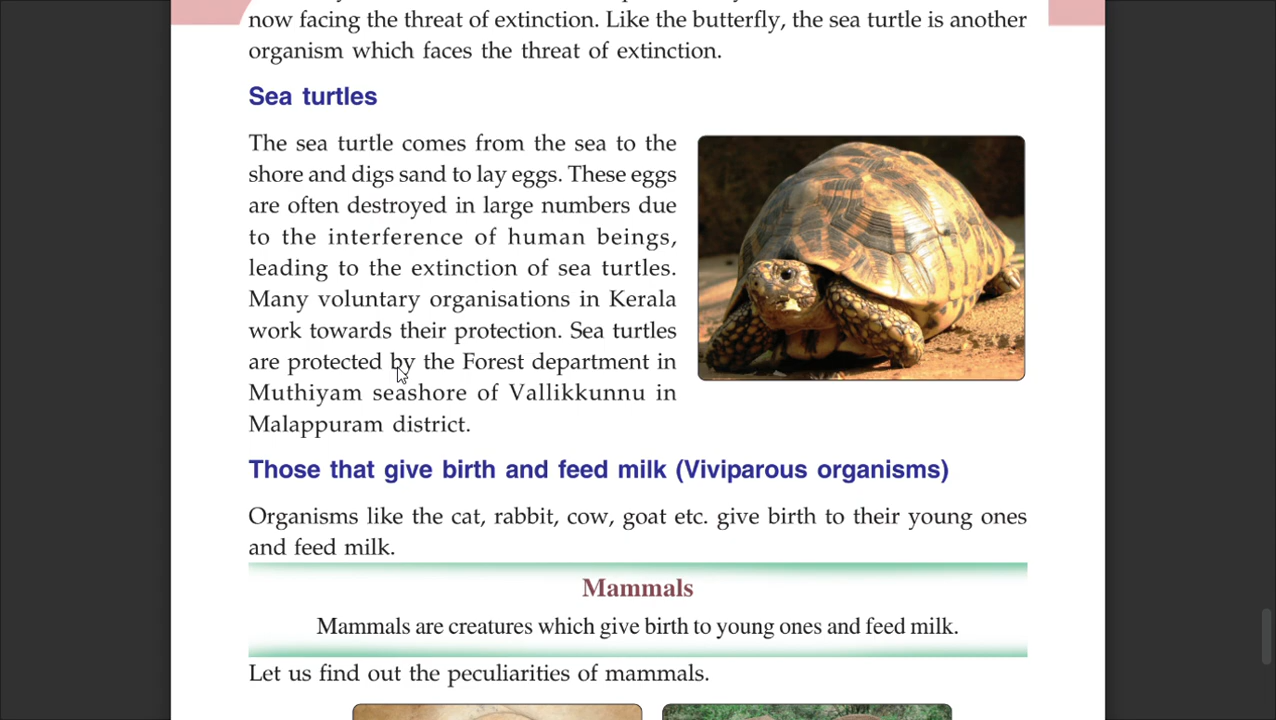 now facing the threat of extinction. Like the butterfly, the sea turtle is another
organism which faces the threat of extinction.
Sea turtles
The sea turtle comes from the sea to the
shore and digs sand to lay eggs. These eggs
are often destroyed in large numbers due
to the interference of human beings,
leading to the extinction of sea turtles.
Many voluntary organisations in Kerala
work towards their protection. Sea turtles
are protected by the Forest department in
Muthiyam seashore of Vallikkunnu in
Malappuram district.
Those that give birth and feed milk (Viviparous organisms)
Organisms like the cat, rabbit, cow, goat etc. give birth to their young ones
and feed milk.
Mammals
Mammals are creatures which give birth to young ones and feed milk.
Let us find out the peculiarities of mammals.